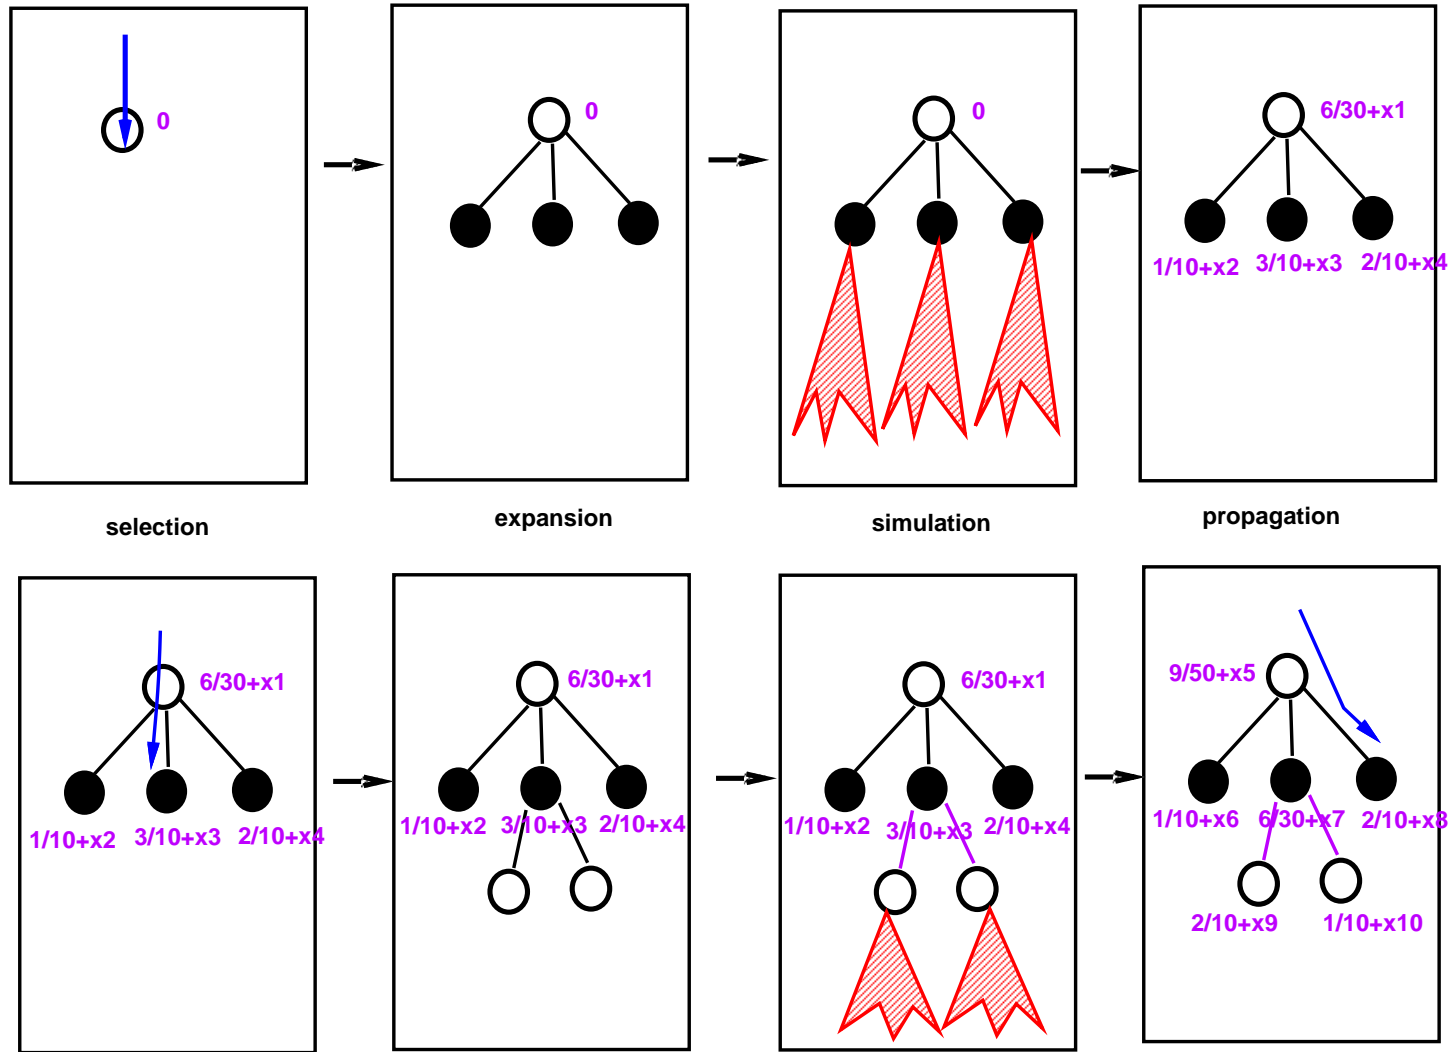 0
0
0
6/30+x1
1/10+x2
3/10+x3
2/10+x4
selection
expansion
simulation
propagation
6/30+x1
1/10+x2
3/10+x3
2/10+x4
6/30+x1
1/10+x2
3/10+x3
2/10+x4
6/30+x1
1/10+x2
3/10+x3
2/10+x4
9/50+x5
1/10+x6
6/30+x7
2/10+x8
2/10+x9
1/10+x10